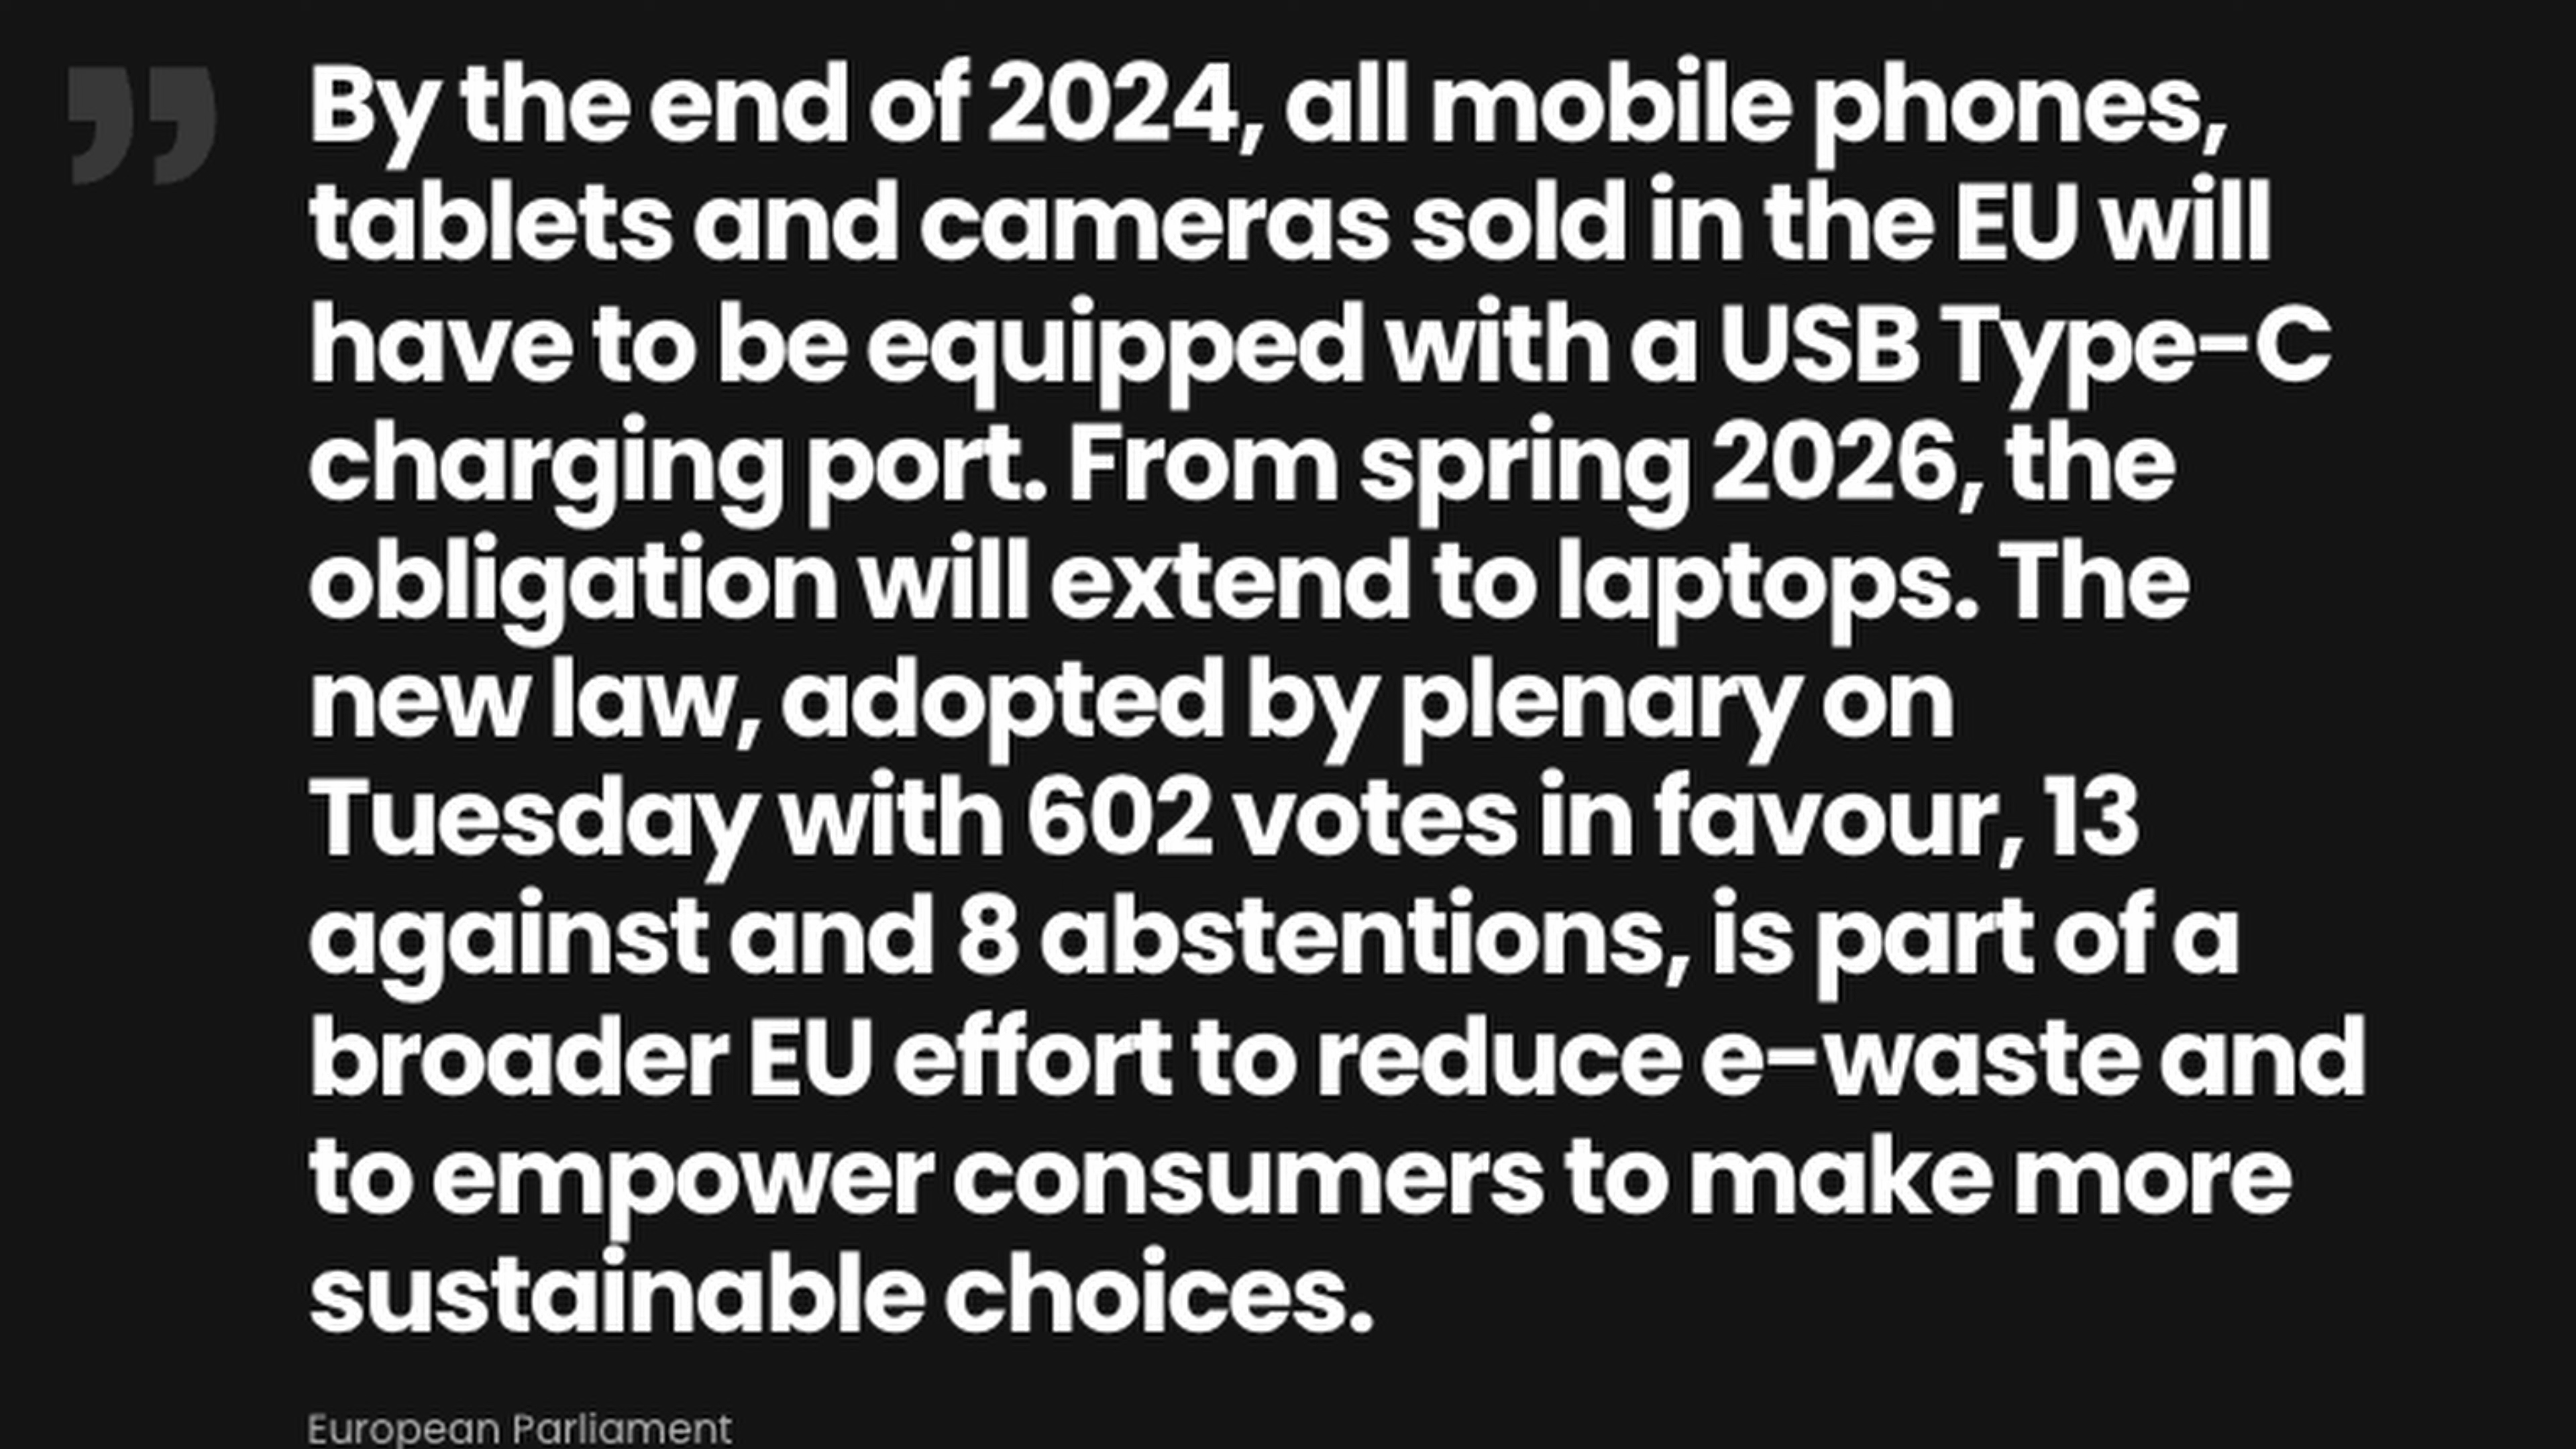 ”
By the end of 2024, all mobile phones,
tablets and cameras sold in the EU will
have to be equipped with a USB Type-C
charging port. From spring 2026, the
obligation will extend to laptops. The
new law, adopted by plenary on
Tuesday with 602 votes in favour, 13
against and 8 abstentions, is part of a
broader EU effort to reduce e-waste and
to empower consumers to make more
sustainable choices.
European Parliament